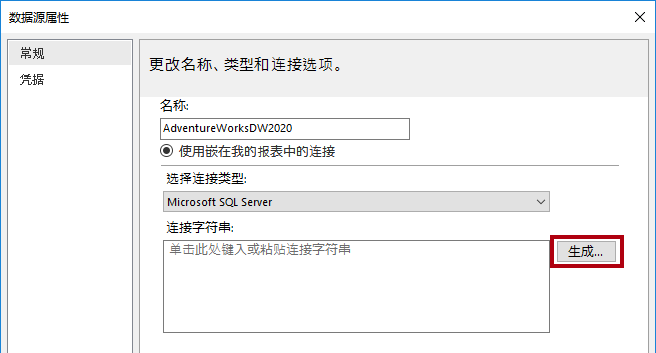 数据源属性
常规
凭据
更改名称、类型和连接选项。
名称:
AdventureWorksDW2020
使用嵌在我的报表中的连接
选择连接类型:
Microsoft SQL Server
连接字符串:
单击此处键入或粘贴连接字符串
生成...